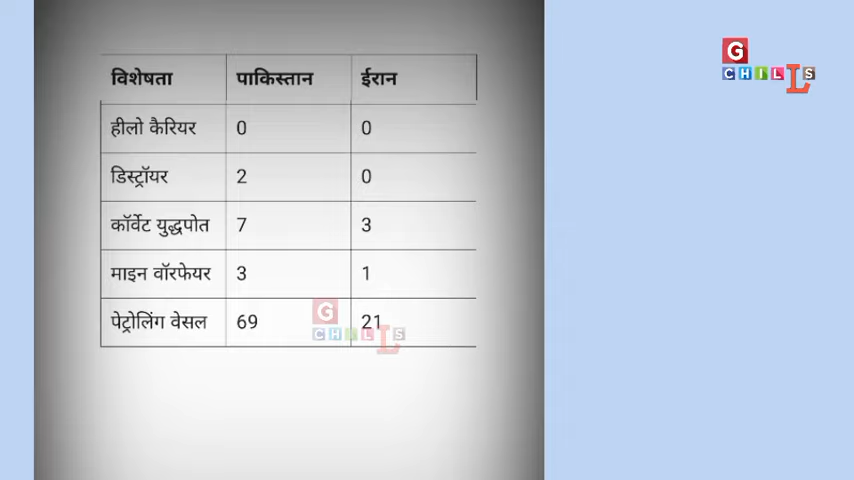 G
CHILLS
विशेषता पाकिस्तान ईरान
हीलो कैरियर 0 0
डिस्ट्रॉयर 2 0
कॉर्वेट युद्धपोत 7 3
माइन वॉरफेयर 3 1
पेट्रोलिंग वेसल 69 21
G
CHILLS